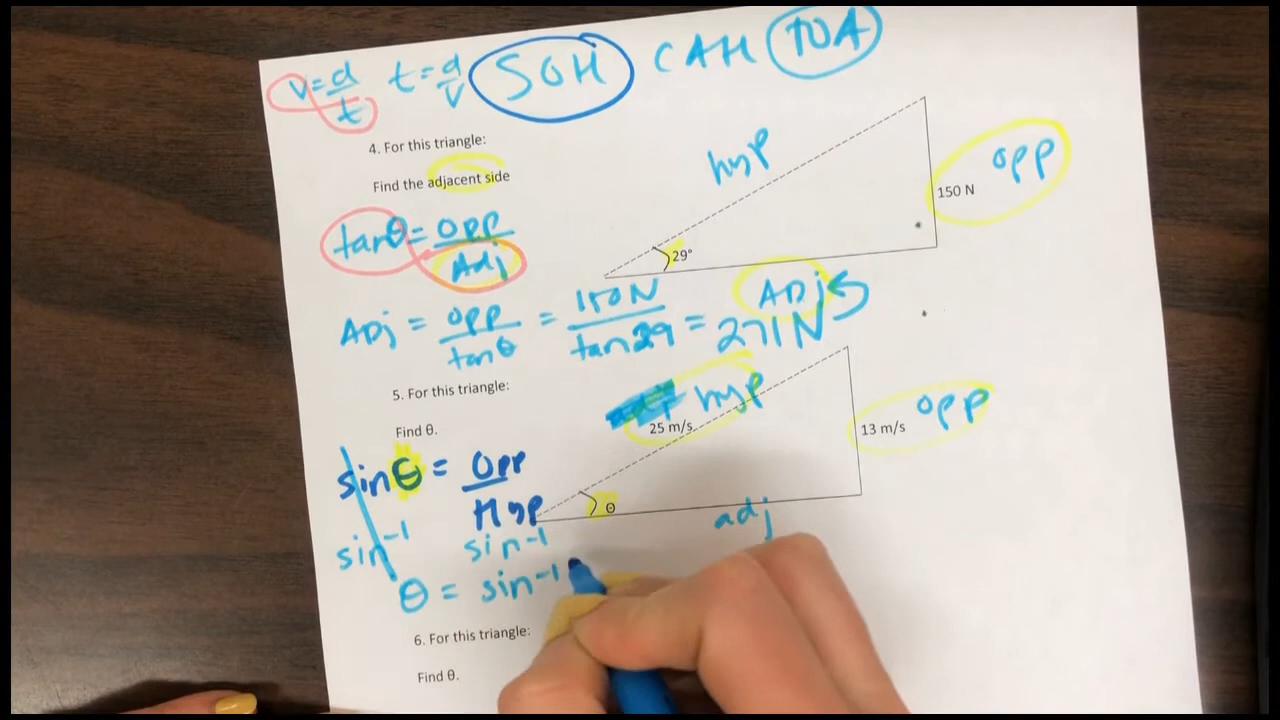 v = d/t t = d/v SOH CAH TOA
4. For this triangle:
Find the adjacent side
hyp
opp
150 N
29°
tanθ = opp/Adj
ADj
Adj = opp/tanθ = 150N/tan29 = 271N
5. For this triangle:
Find θ.
hyp
25 m/s
opp
13 m/s
θ
adj
sinθ = Opp/Hyp
sin-1 sin-1
θ = sin-1
6. For this triangle:
Find θ.